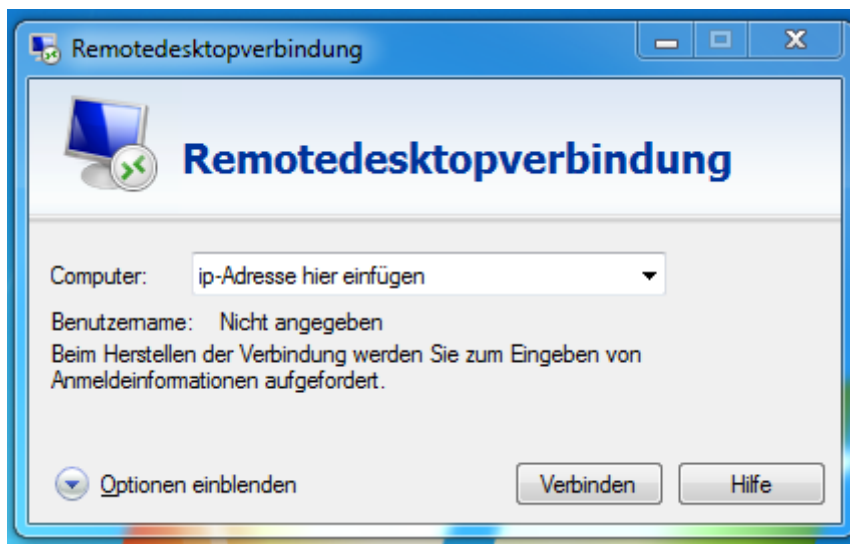 Remotedesktopverbindung
Remotedesktopverbindung
Computer: ip-Adresse hier einfügen
Benutzername: Nicht angegeben
Beim Herstellen der Verbindung werden Sie zum Eingeben von
Anmeldeinformationen aufgefordert.
Optionen einblenden Verbinden Hilfe